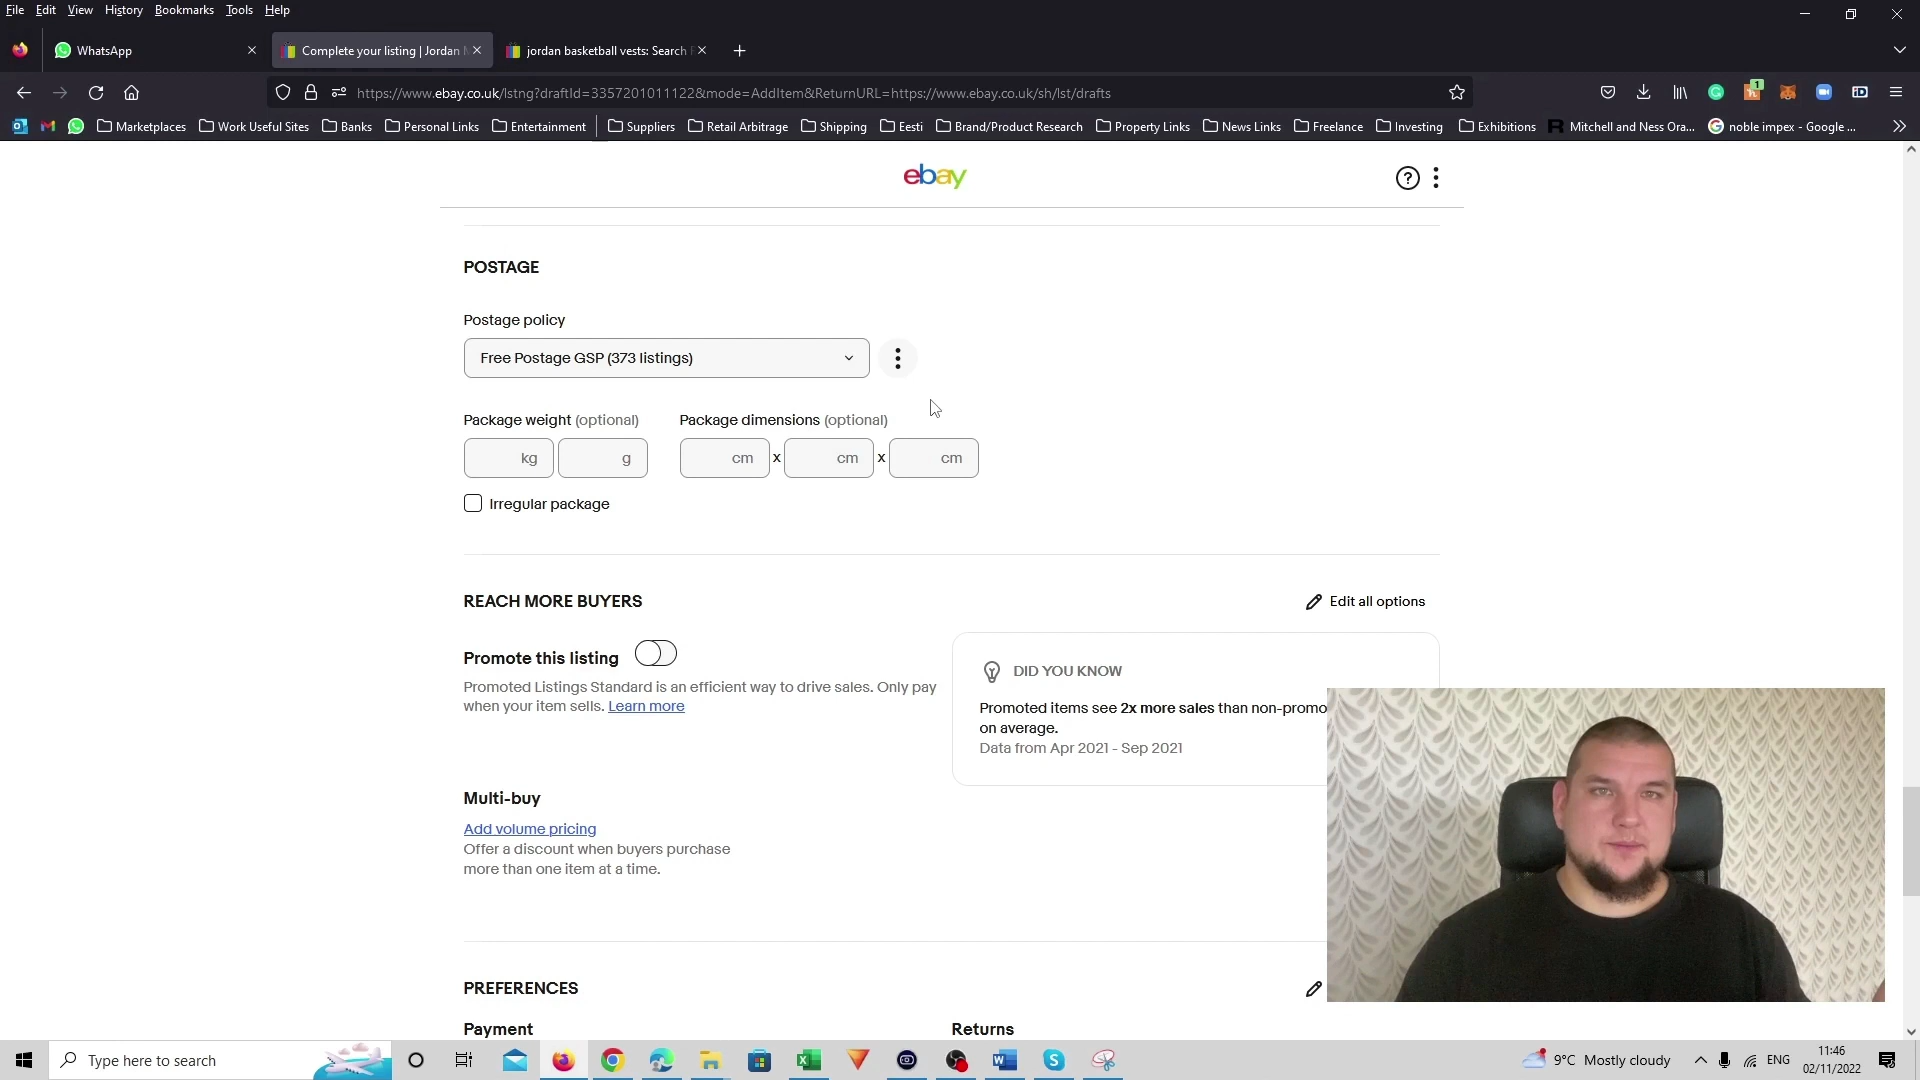 File Edit View History Bookmarks Tools Help
WhatsApp
Complete your listing | Jordan
jordan basketball vests: Search
https://www.ebay.co.uk/lstng?draftId=3357201011122&mode=AddItem&ReturnURL=https://www.ebay.co.uk/sh/lst/drafts
1
Marketplaces Work Useful Sites Banks Personal Links Entertainment Suppliers Retail Arbitrage Shipping Eesti Brand/Product Research Property Links News Links Freelance Investing Exhibitions Mitchell and Ness Ora... noble impex - Google ...
ebay
POSTAGE
Postage policy
Free Postage GSP (373 listings)
Package weight (optional) Package dimensions (optional)
kg g cm x cm x cm
Irregular package
REACH MORE BUYERS
Edit all options
Promote this listing
Promoted Listings Standard is an efficient way to drive sales. Only pay
when your item sells. Learn more
DID YOU KNOW
Promoted items see 2x more sales than non-promo
on average.
Data from Apr 2021 - Sep 2021
Multi-buy
Add volume pricing
Offer a discount when buyers purchase
more than one item at a time.
PREFERENCES
Payment Returns
Type here to search
9°C Mostly cloudy
ENG
11:46
02/11/2022